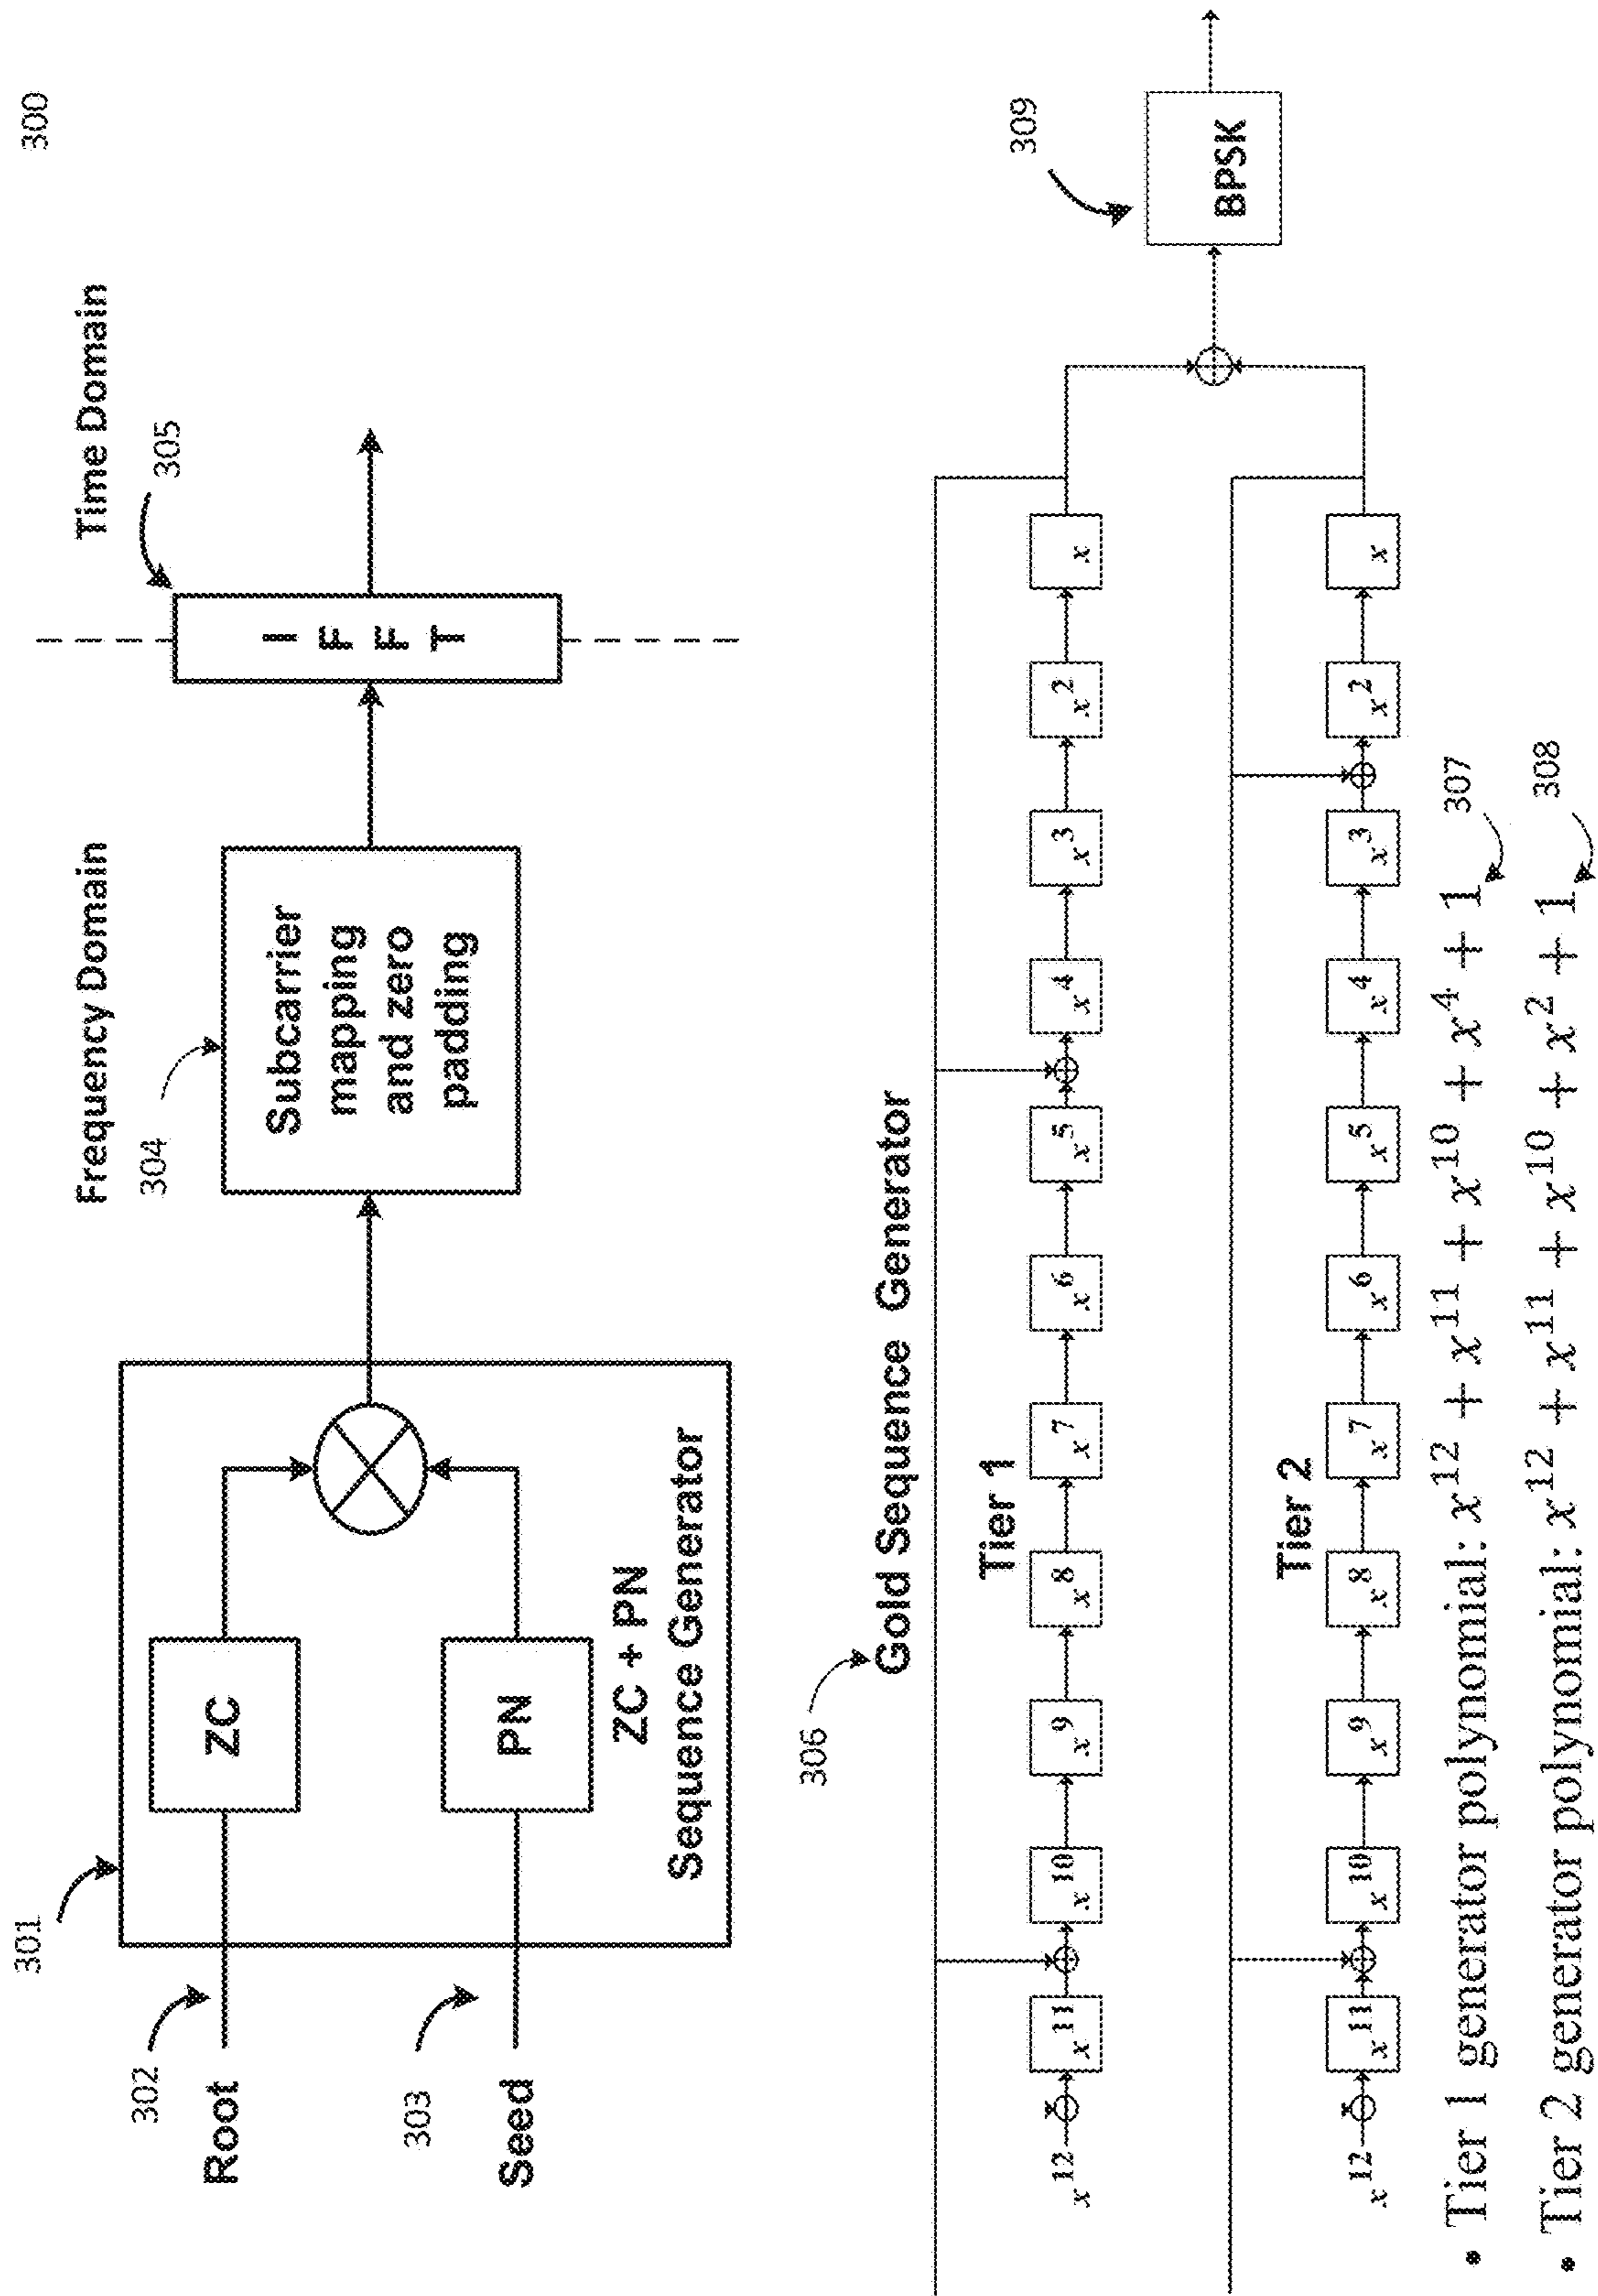 300
Frequency Domain
Time Domain
301
302
Root
303
Seed
ZC
PN
ZC + PN
Sequence Generator
304
Subcarrier
mapping
and zero
padding
305
I
F
F
T
306
Gold Sequence Generator
Tier 1
x^12 x^11 x^10 x^9 x^8 x^7 x^6 x^5 x^4 x^3 x^2 x
309
BPSK
Tier 2
x^12 x^11 x^10 x^9 x^8 x^7 x^6 x^5 x^4 x^3 x^2 x
• Tier 1 generator polynomial: x^12 + x^11 + x^10 + x^4 + 1
307
• Tier 2 generator polynomial: x^12 + x^11 + x^10 + x^2 + 1
308